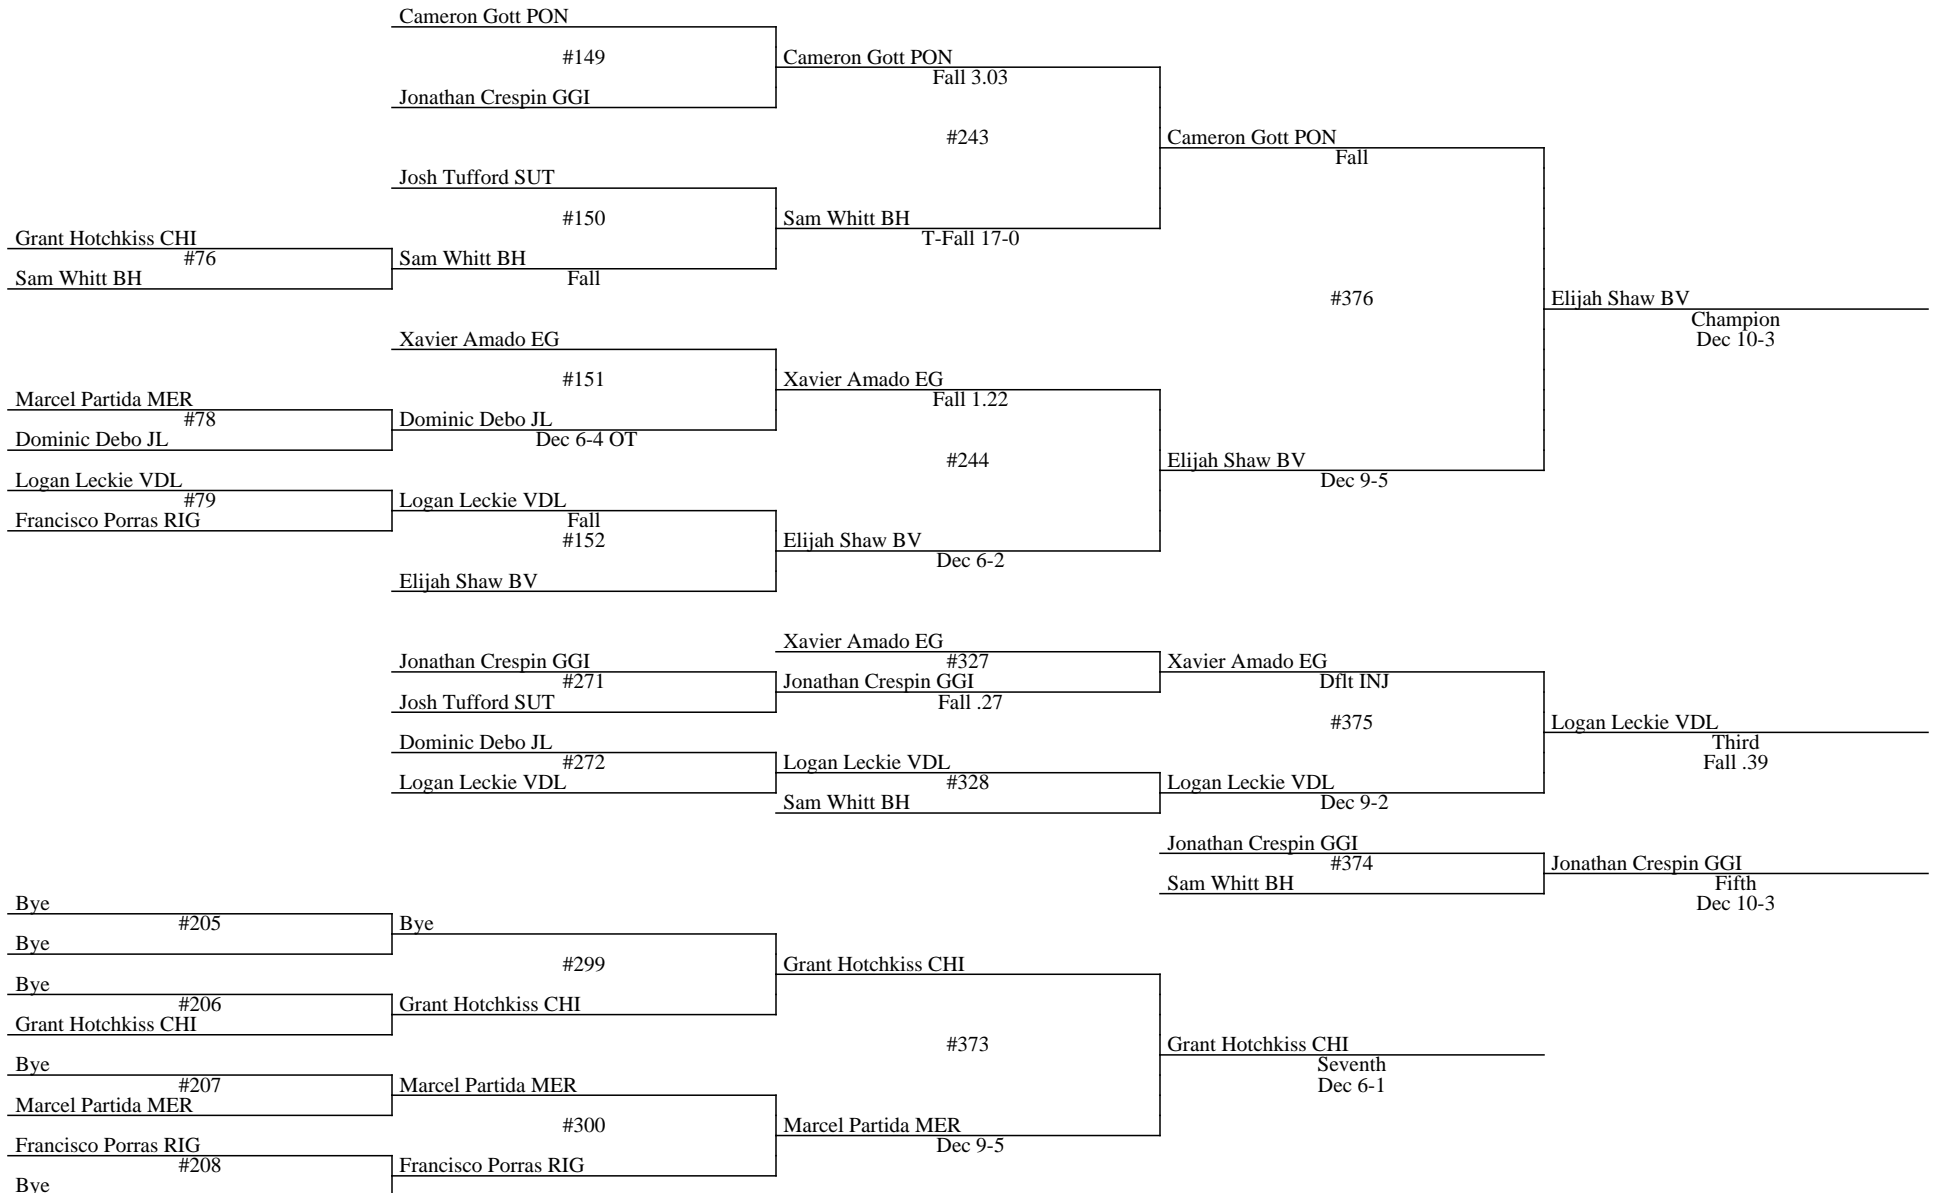 Cameron Gott PON
#149
Cameron Gott PON
Fall 3.03
Jonathan Crespin GGI
#243
Cameron Gott PON
Fall
Josh Tufford SUT
#150
Sam Whitt BH
T-Fall 17-0
Grant Hotchkiss CHI
#76
Sam Whitt BH
Sam Whitt BH
Fall
#376
Elijah Shaw BV
Champion
Dec 10-3
Xavier Amado EG
#151
Xavier Amado EG
Fall 1.22
Marcel Partida MER
#78
Dominic Debo JL
Dominic Debo JL
Dec 6-4 OT
#244
Elijah Shaw BV
Dec 9-5
Logan Leckie VDL
#79
Francisco Porras RIG
Logan Leckie VDL
Fall
#152
Elijah Shaw BV
Dec 6-2
Elijah Shaw BV
Xavier Amado EG
#327
Jonathan Crespin GGI
#271
Josh Tufford SUT
Jonathan Crespin GGI
Fall .27
Xavier Amado EG
Dflt INJ
#375
Logan Leckie VDL
Third
Fall .39
Dominic Debo JL
#272
Logan Leckie VDL
Logan Leckie VDL
#328
Sam Whitt BH
Logan Leckie VDL
Dec 9-2
Jonathan Crespin GGI
#374
Sam Whitt BH
Jonathan Crespin GGI
Fifth
Dec 10-3
Bye
#205
Bye
Bye
#299
Grant Hotchkiss CHI
Bye
#206
Grant Hotchkiss CHI
Grant Hotchkiss CHI
#373
Grant Hotchkiss CHI
Seventh
Dec 6-1
Bye
#207
Marcel Partida MER
Marcel Partida MER
#300
Marcel Partida MER
Dec 9-5
Francisco Porras RIG
#208
Bye
Francisco Porras RIG